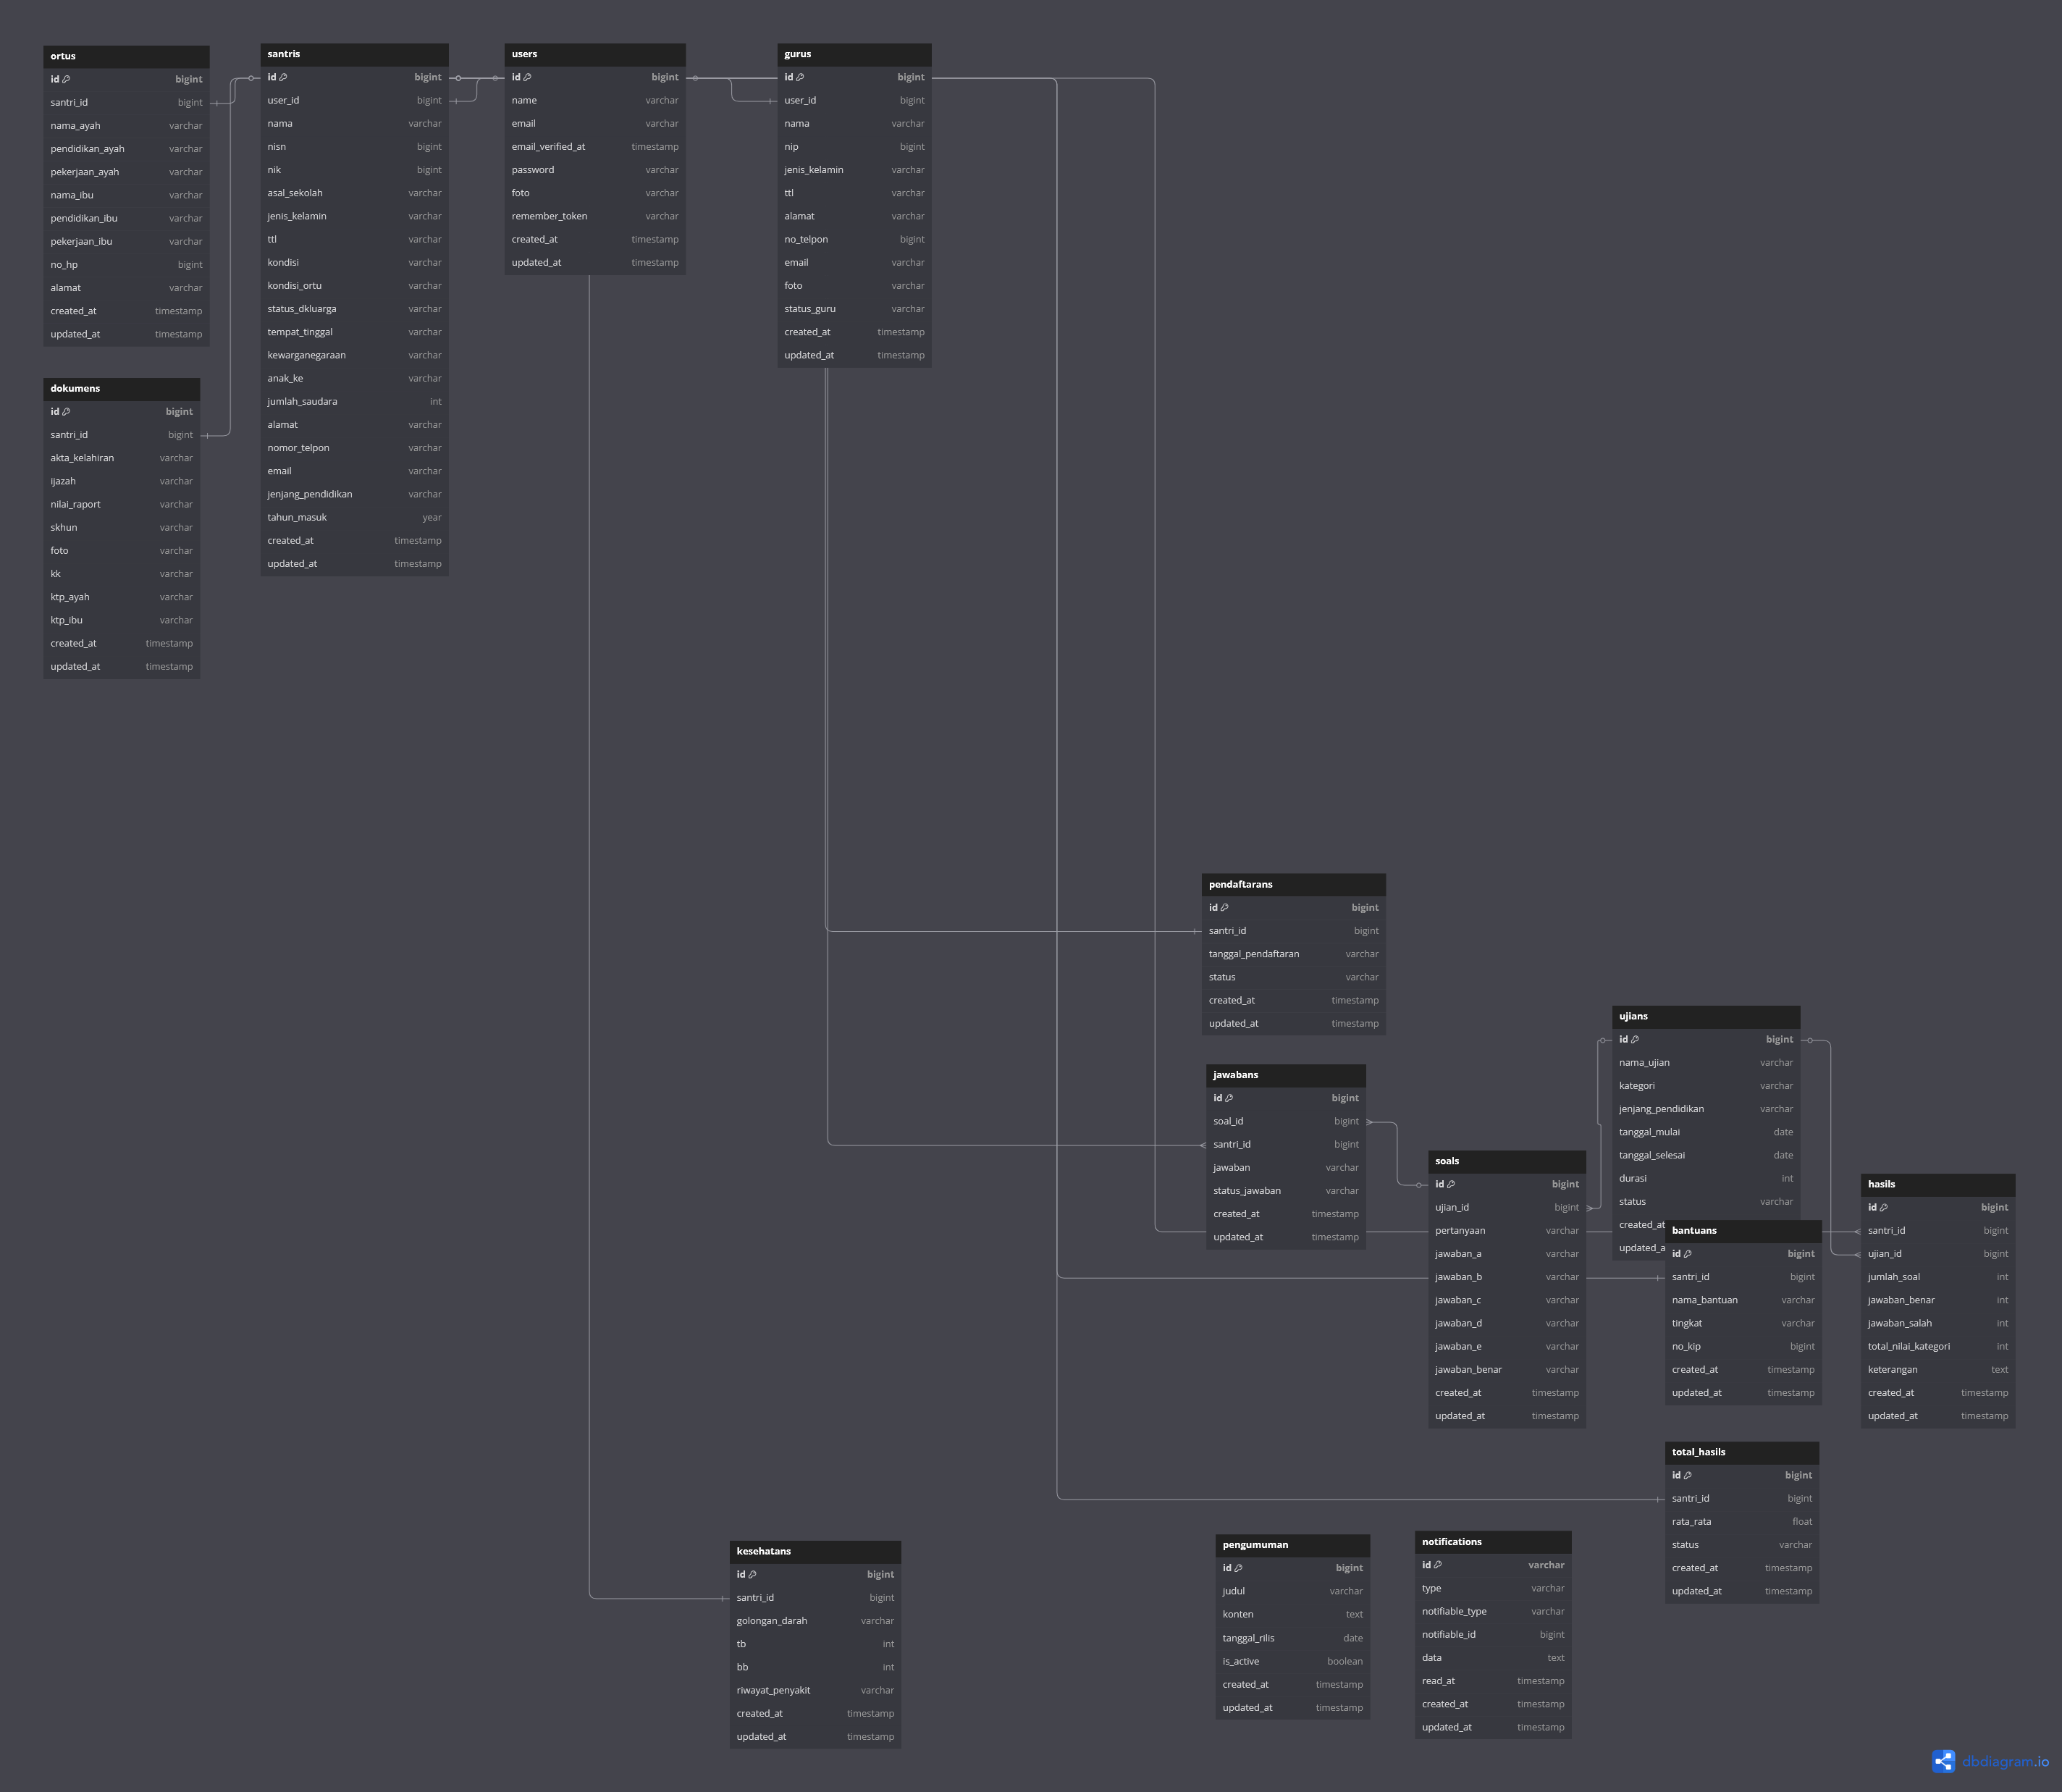 ortus
id bigint
santri_id bigint
nama_ayah varchar
pendidikan_ayah varchar
pekerjaan_ayah varchar
nama_ibu varchar
pendidikan_ibu varchar
pekerjaan_ibu varchar
no_hp bigint
alamat varchar
created_at timestamp
updated_at timestamp
dokumens
id bigint
santri_id bigint
akta_kelahiran varchar
ijazah varchar
nilai_raport varchar
skhun varchar
foto varchar
kk varchar
ktp_ayah varchar
ktp_ibu varchar
created_at timestamp
updated_at timestamp
santris
id bigint
user_id bigint
nama varchar
nisn bigint
nik bigint
asal_sekolah varchar
jenis_kelamin varchar
ttl varchar
kondisi varchar
kondisi_ortu varchar
status_dkluarga varchar
tempat_tinggal varchar
kewarganegaraan varchar
anak_ke varchar
jumlah_saudara int
alamat varchar
nomor_telpon varchar
email varchar
jenjang_pendidikan varchar
tahun_masuk year
created_at timestamp
updated_at timestamp
users
id bigint
name varchar
email varchar
email_verified_at timestamp
password varchar
foto varchar
remember_token varchar
created_at timestamp
updated_at timestamp
gurus
id bigint
user_id bigint
nama varchar
nip bigint
jenis_kelamin varchar
ttl varchar
alamat varchar
no_telpon bigint
email varchar
foto varchar
status_guru varchar
created_at timestamp
updated_at timestamp
pendaftarans
id bigint
santri_id bigint
tanggal_pendaftaran varchar
status varchar
created_at timestamp
updated_at timestamp
jawabans
id bigint
soal_id bigint
santri_id bigint
jawaban varchar
status_jawaban varchar
created_at timestamp
updated_at timestamp
soals
id bigint
ujian_id bigint
pertanyaan varchar
jawaban_a varchar
jawaban_b varchar
jawaban_c varchar
jawaban_d varchar
jawaban_e varchar
jawaban_benar varchar
created_at timestamp
updated_at timestamp
ujians
id bigint
nama_ujian varchar
kategori varchar
jenjang_pendidikan varchar
tanggal_mulai date
tanggal_selesai date
durasi int
status varchar
created_at
updated_a
bantuans
id bigint
santri_id bigint
nama_bantuan varchar
tingkat varchar
no_kip bigint
created_at timestamp
updated_at timestamp
hasils
id bigint
santri_id bigint
ujian_id bigint
jumlah_soal int
jawaban_benar int
jawaban_salah int
total_nilai_kategori int
keterangan text
created_at timestamp
updated_at timestamp
total_hasils
id bigint
santri_id bigint
rata_rata float
status varchar
created_at timestamp
updated_at timestamp
kesehatans
id bigint
santri_id bigint
golongan_darah varchar
tb int
bb int
riwayat_penyakit varchar
created_at timestamp
updated_at timestamp
pengumuman
id bigint
judul varchar
konten text
tanggal_rilis date
is_active boolean
created_at timestamp
updated_at timestamp
notifications
id varchar
type varchar
notifiable_type varchar
notifiable_id bigint
data text
read_at timestamp
created_at timestamp
updated_at timestamp
dbdiagram.io